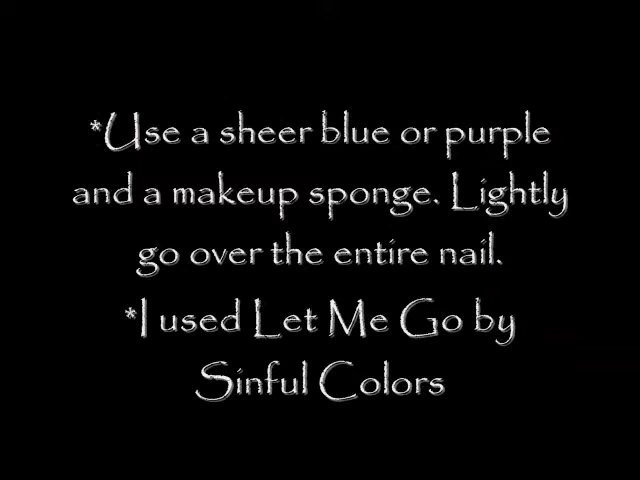 *Use a sheer blue or purple
and a makeup sponge. Lightly
go over the entire nail.
*I used Let Me Go by
Sinful Colors